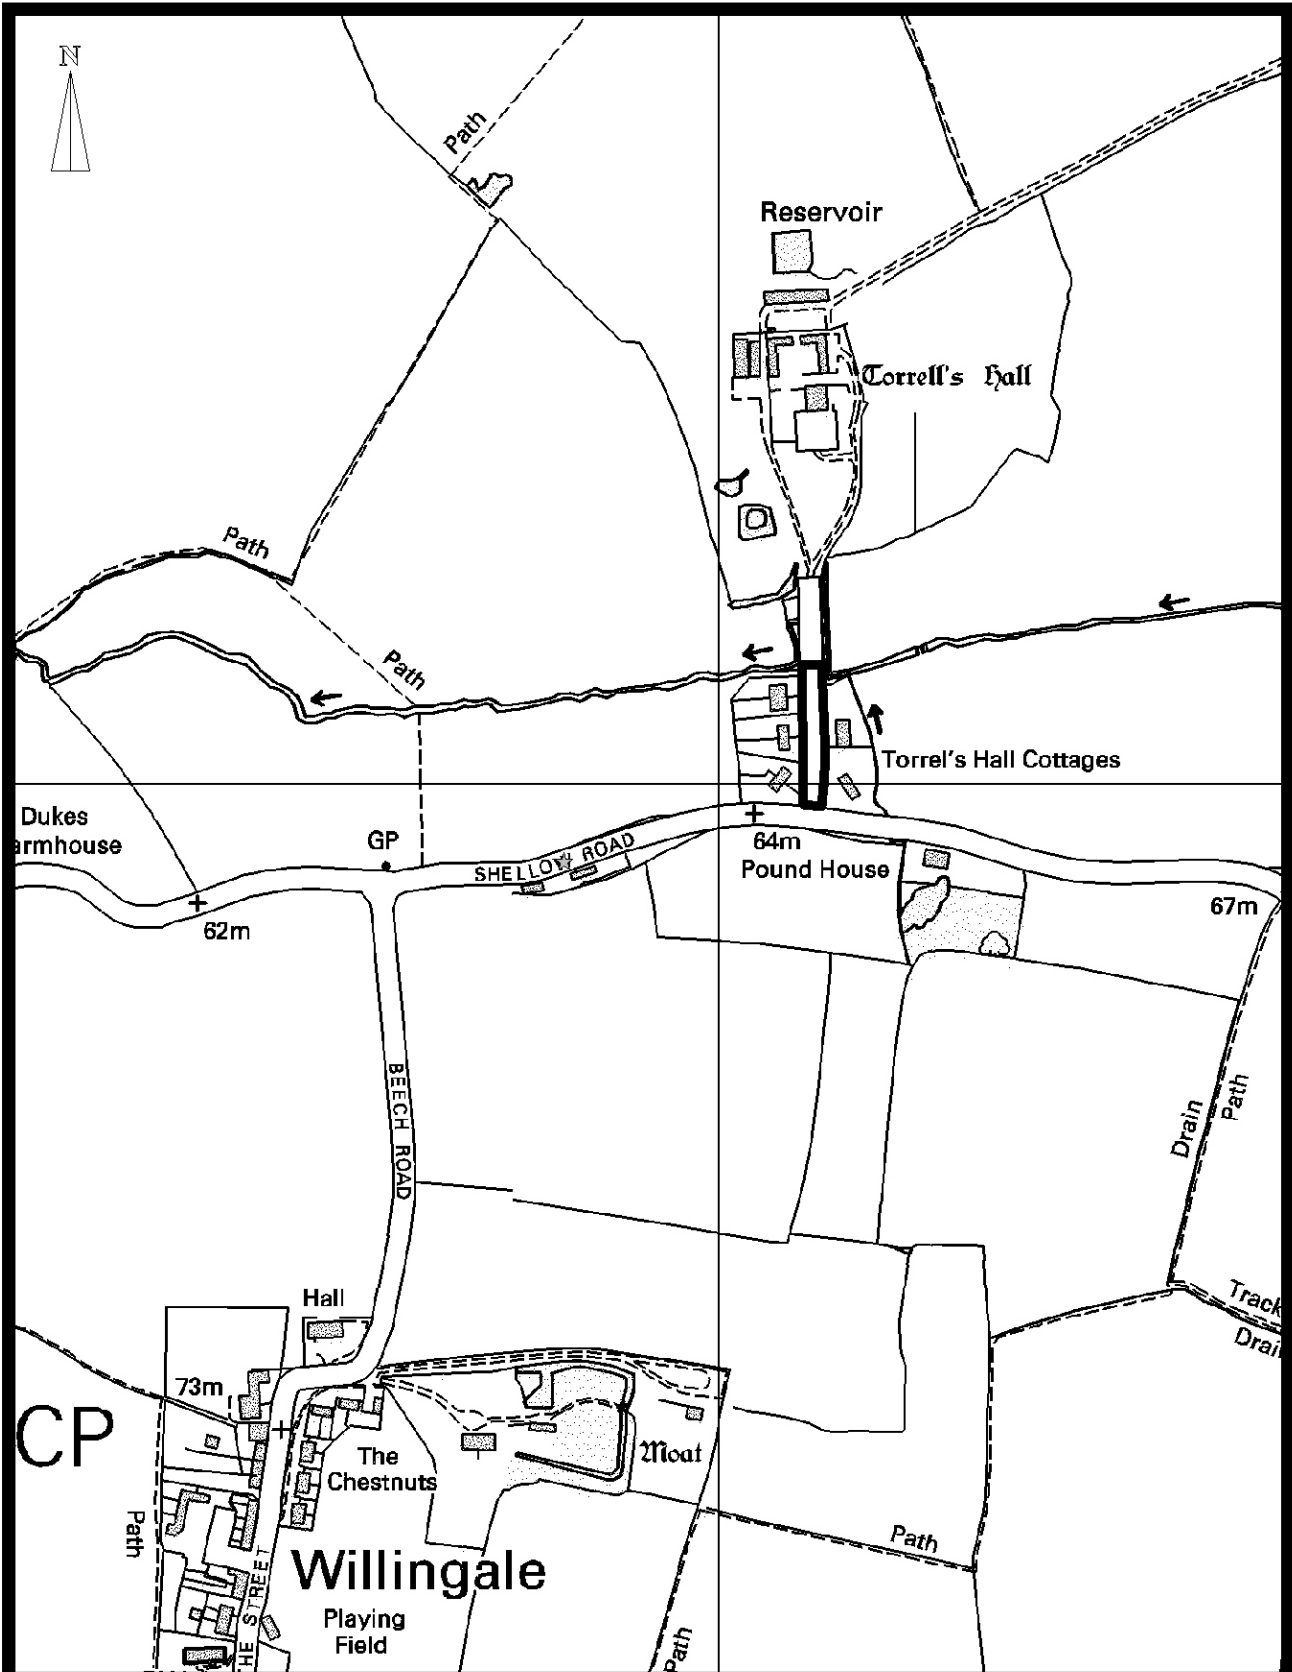 N
Path
Reservoir
Torrell's Hall
Path
Path
Torrel's Hall Cottages
Dukes
armhouse
GP
SHELLOW ROAD
64m
Pound House
62m
67m
BEECH ROAD
Drain
Path
Hall
Track
Drai
73m
CP
The
Chestnuts
Moat
Path
Path
Willingale
Playing
Field
HE STREET
Path